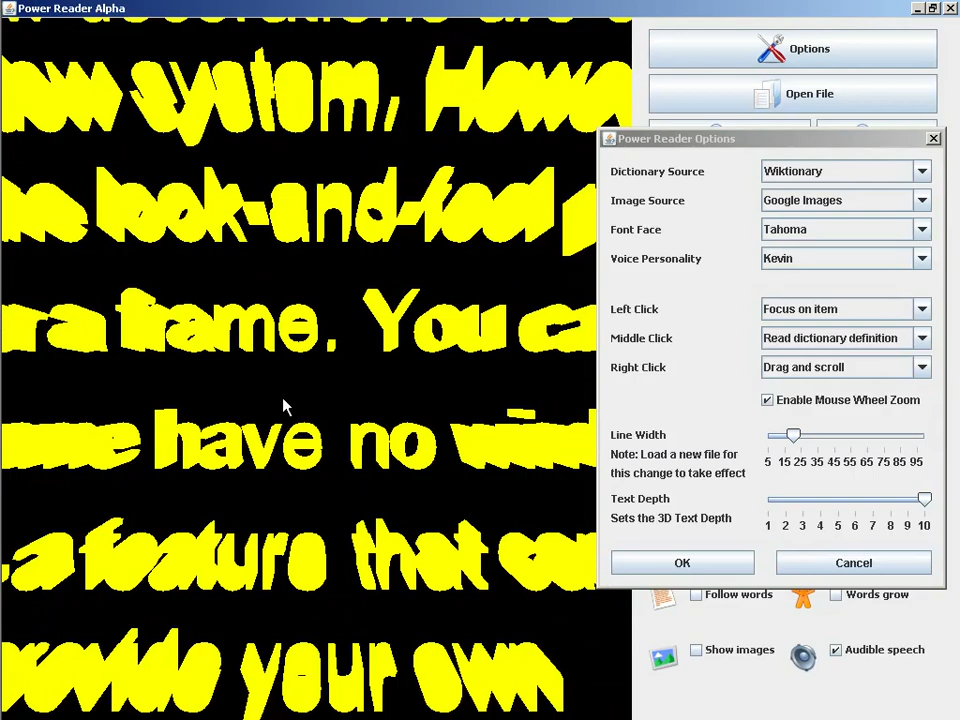 Power Reader Alpha
low system, Howe
he look-and-feel p
ra frame. You ca
ame have no wind
a feature that can
provide your own
Options
Open File
Power Reader Options
Dictionary Source Wiktionary
Image Source Google Images
Font Face Tahoma
Voice Personality Kevin
Left Click Focus on item
Middle Click Read dictionary definition
Right Click Drag and scroll
Enable Mouse Wheel Zoom
Line Width
Note: Load a new file for
this change to take effect
5 15 25 35 45 55 65 75 85 95
Text Depth
Sets the 3D Text Depth
1 2 3 4 5 6 7 8 9 10
OK Cancel
Follow words Words grow
Show images Audible speech